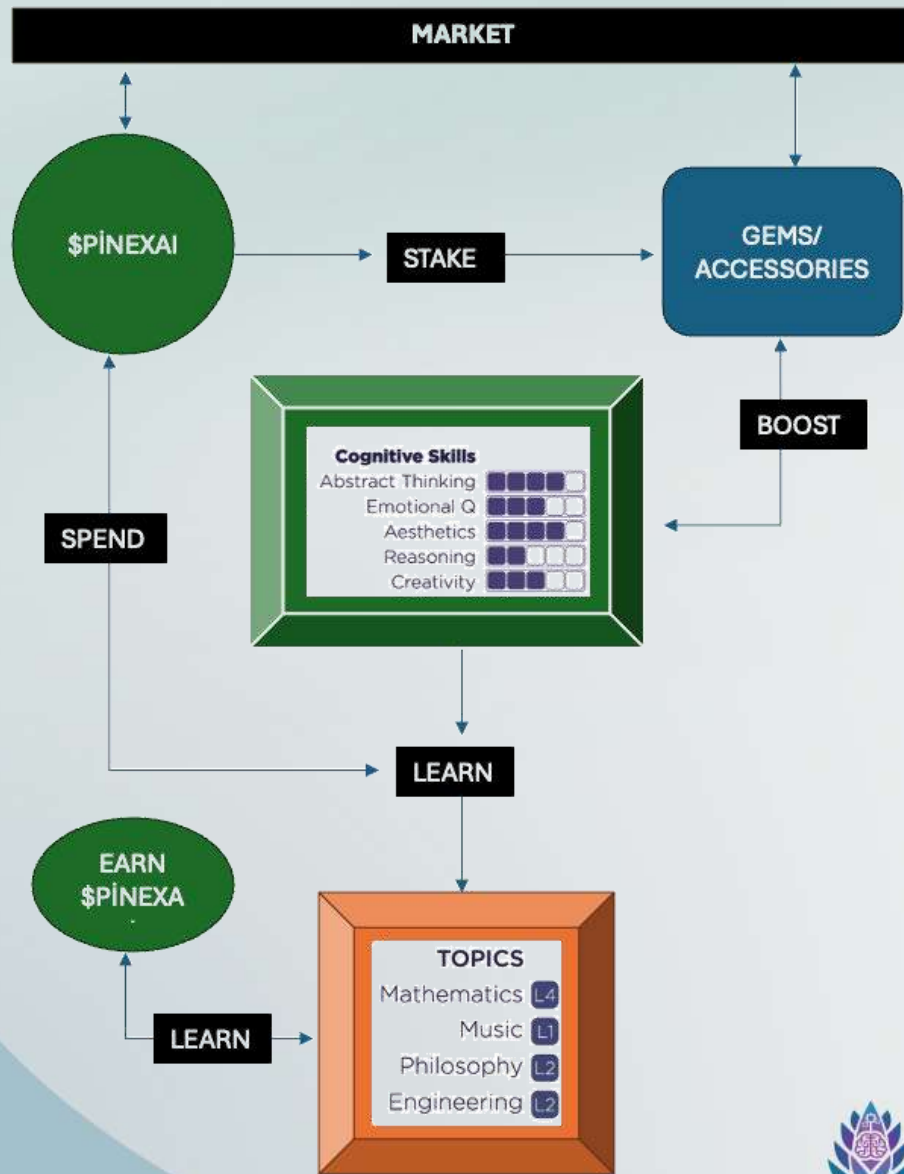 MARKET
$PİNEXAI
STAKE
GEMS/
ACCESSORIES
BOOST
Cognitive Skills
Abstract Thinking
Emotional Q
Aesthetics
Reasoning
Creativity
SPEND
LEARN
EARN
$PİNEXA
LEARN
TOPICS
Mathematics L4
Music L1
Philosophy L2
Engineering L2